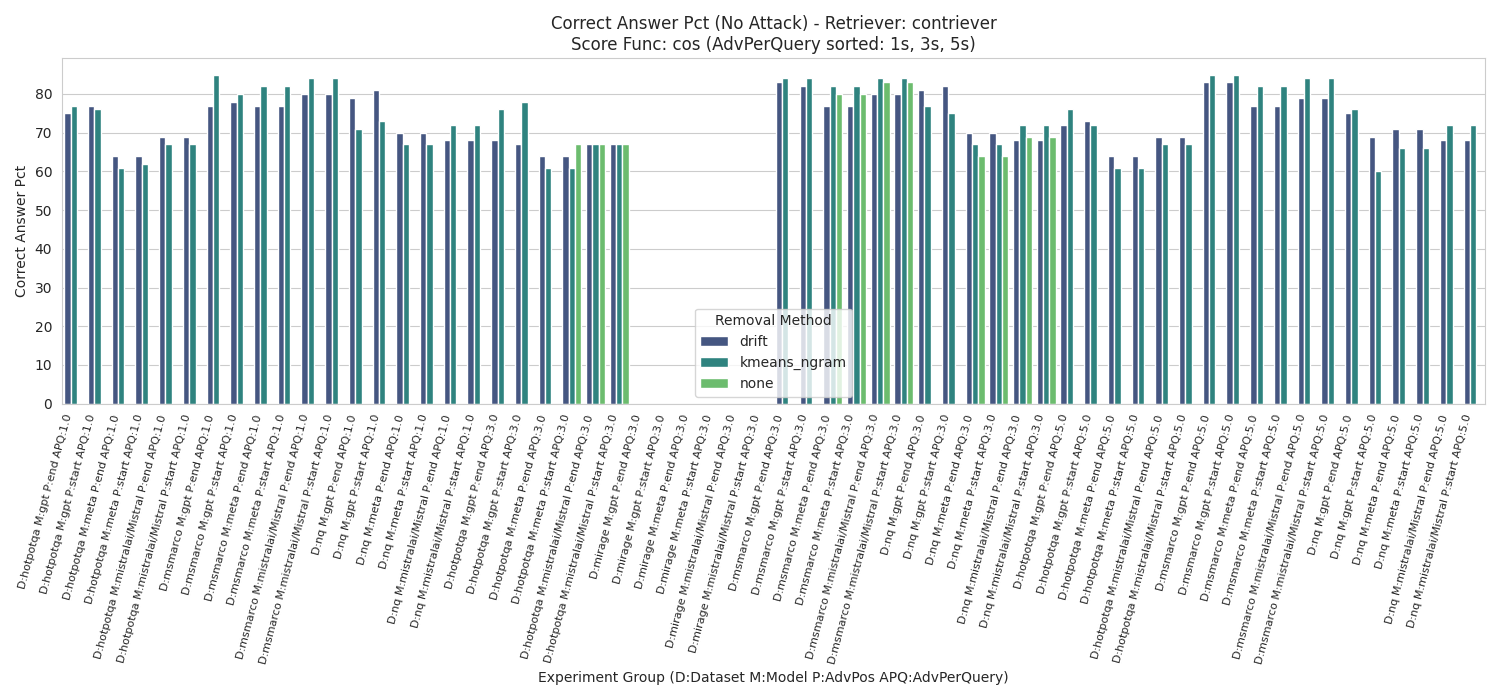 Correct Answer Pct (No Attack) - Retriever: contriever
Score Func: cos (AdvPerQuery sorted: 1s, 3s, 5s)
Correct Answer Pct
80
70
60
50
40
30
20
10
0
Removal Method
drift
kmeans_ngram
none
D:hotpotqa M:gpt P:end APQ:1.0
D:hotpotqa M:gpt P:start APQ:1.0
D:hotpotqa M:meta P:end APQ:1.0
D:hotpotqa M:meta P:start APQ:1.0
D:hotpotqa M:mistralai/Mistral P:end APQ:1.0
D:hotpotqa M:mistralai/Mistral P:start APQ:1.0
D:msmarco M:gpt P:end APQ:1.0
D:msmarco M:gpt P:start APQ:1.0
D:msmarco M:meta P:end APQ:1.0
D:msmarco M:meta P:start APQ:1.0
D:msmarco M:mistralai/Mistral P:end APQ:1.0
D:msmarco M:mistralai/Mistral P:start APQ:1.0
D:nq M:gpt P:end APQ:1.0
D:nq M:gpt P:start APQ:1.0
D:nq M:meta P:end APQ:1.0
D:nq M:meta P:start APQ:1.0
D:nq M:mistralai/Mistral P:end APQ:1.0
D:nq M:mistralai/Mistral P:start APQ:1.0
D:hotpotqa M:gpt P:end APQ:3.0
D:hotpotqa M:gpt P:start APQ:3.0
D:hotpotqa M:meta P:end APQ:3.0
D:hotpotqa M:meta P:start APQ:3.0
D:hotpotqa M:mistralai/Mistral P:end APQ:3.0
D:hotpotqa M:mistralai/Mistral P:start APQ:3.0
D:mirage M:gpt P:end APQ:3.0
D:mirage M:gpt P:start APQ:3.0
D:mirage M:meta P:end APQ:3.0
D:mirage M:meta P:start APQ:3.0
D:mirage M:mistralai/Mistral P:end APQ:3.0
D:mirage M:mistralai/Mistral P:start APQ:3.0
D:msmarco M:gpt P:end APQ:3.0
D:msmarco M:gpt P:start APQ:3.0
D:msmarco M:meta P:end APQ:3.0
D:msmarco M:meta P:start APQ:3.0
D:msmarco M:mistralai/Mistral P:end APQ:3.0
D:msmarco M:mistralai/Mistral P:start APQ:3.0
D:nq M:gpt P:end APQ:3.0
D:nq M:gpt P:start APQ:3.0
D:nq M:meta P:end APQ:3.0
D:nq M:meta P:start APQ:3.0
D:nq M:mistralai/Mistral P:end APQ:3.0
D:nq M:mistralai/Mistral P:start APQ:3.0
D:hotpotqa M:gpt P:end APQ:5.0
D:hotpotqa M:gpt P:start APQ:5.0
D:hotpotqa M:meta P:end APQ:5.0
D:hotpotqa M:meta P:start APQ:5.0
D:hotpotqa M:mistralai/Mistral P:end APQ:5.0
D:hotpotqa M:mistralai/Mistral P:start APQ:5.0
D:msmarco M:gpt P:end APQ:5.0
D:msmarco M:gpt P:start APQ:5.0
D:msmarco M:meta P:end APQ:5.0
D:msmarco M:meta P:start APQ:5.0
D:msmarco M:mistralai/Mistral P:end APQ:5.0
D:msmarco M:mistralai/Mistral P:start APQ:5.0
D:nq M:gpt P:end APQ:5.0
D:nq M:gpt P:start APQ:5.0
D:nq M:meta P:end APQ:5.0
D:nq M:meta P:start APQ:5.0
D:nq M:mistralai/Mistral P:end APQ:5.0
D:nq M:mistralai/Mistral P:start APQ:5.0
Experiment Group (D:Dataset M:Model P:AdvPos APQ:AdvPerQuery)